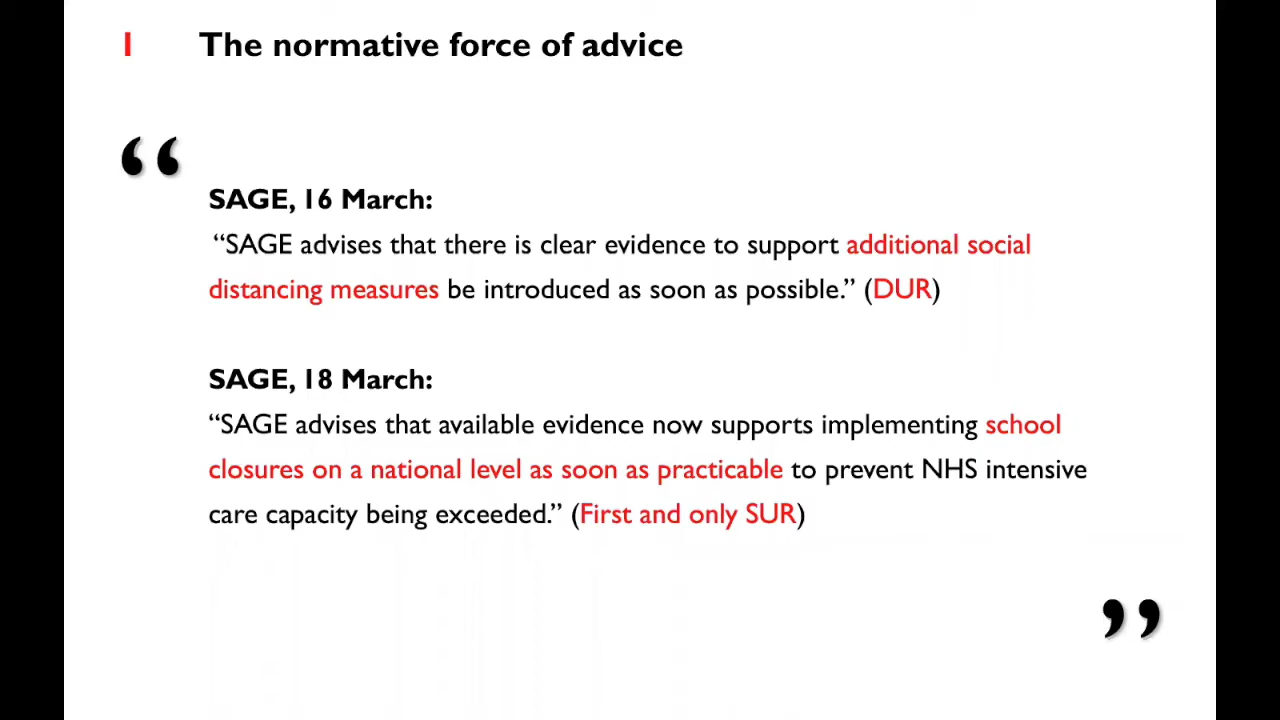 1 The normative force of advice
“
SAGE, 16 March:
“SAGE advises that there is clear evidence to support additional social
distancing measures be introduced as soon as possible.” (DUR)
SAGE, 18 March:
“SAGE advises that available evidence now supports implementing school
closures on a national level as soon as practicable to prevent NHS intensive
care capacity being exceeded.” (First and only SUR)
”